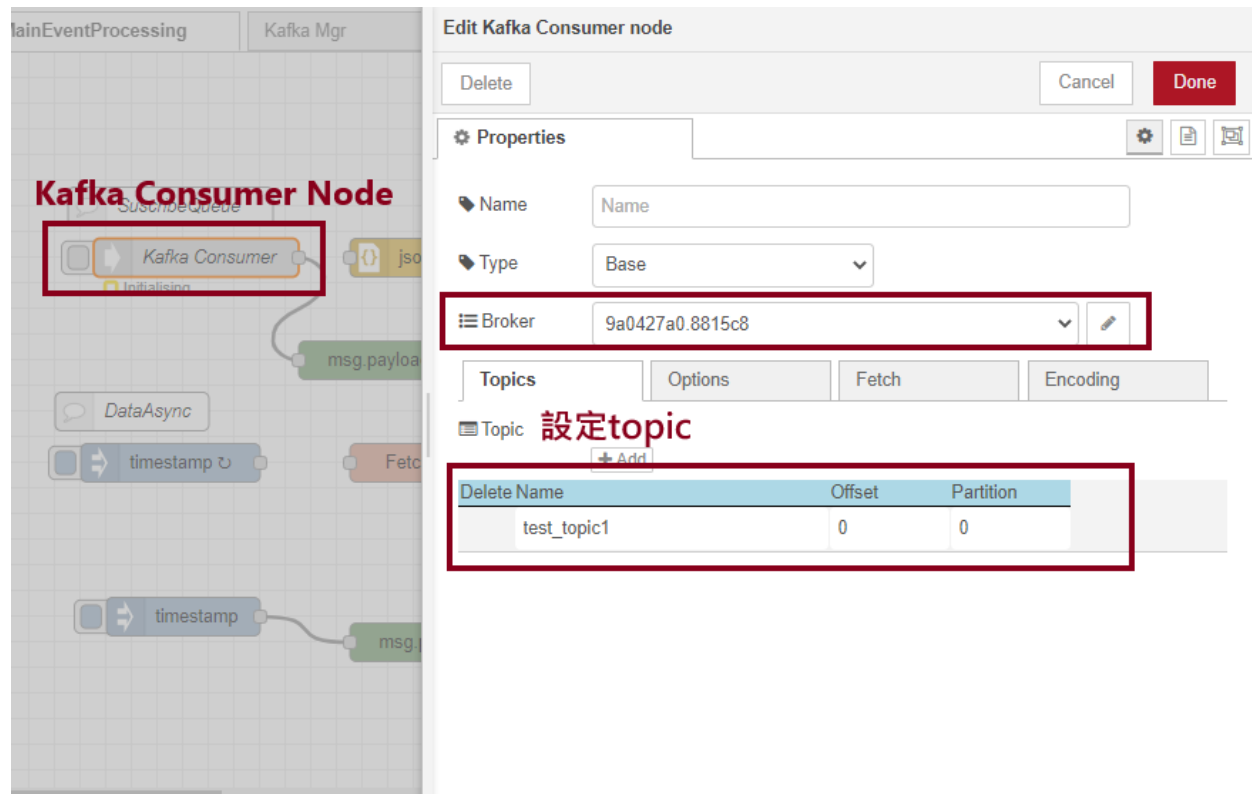 MainEventProcessing
Kafka Mgr
Edit Kafka Consumer node
Delete
Cancel
Done
Properties
Kafka Consumer Node
SuscribeQueue
Kafka Consumer
jso
Initialising
msg.payloa
DataAsync
timestamp ↻
Fetc
timestamp
msg.p
Name
Name
Type
Base
Broker
9a0427a0.8815c8
Topics
Options
Fetch
Encoding
Topic
設定topic
+ Add
Delete Name Offset Partition
test_topic1 0 0